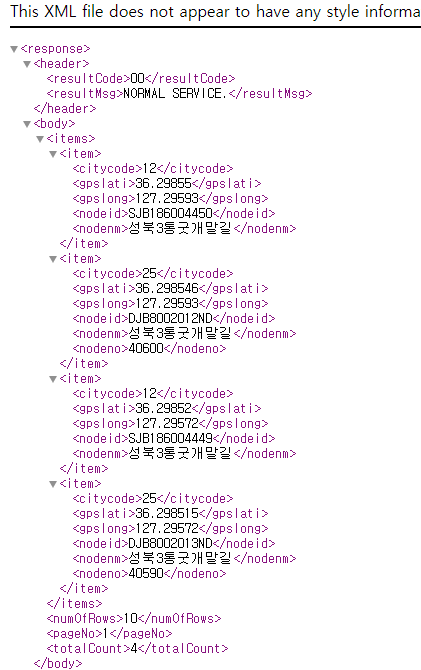 This XML file does not appear to have any style informa
▼<response>
▼<header>
<resultCode>00</resultCode>
<resultMsg>NORMAL SERVICE.</resultMsg>
</header>
▼<body>
▼<items>
▼<item>
<citycode>12</citycode>
<gpslati>36.29855</gpslati>
<gpslong>127.29593</gpslong>
<nodeid>SJB186004450</nodeid>
<nodenm>성북3통굿개말길</nodenm>
</item>
▼<item>
<citycode>25</citycode>
<gpslati>36.298546</gpslati>
<gpslong>127.29593</gpslong>
<nodeid>DJB8002012ND</nodeid>
<nodenm>성북3통굿개말길</nodenm>
<nodeno>40600</nodeno>
</item>
▼<item>
<citycode>12</citycode>
<gpslati>36.29852</gpslati>
<gpslong>127.29572</gpslong>
<nodeid>SJB186004449</nodeid>
<nodenm>성북3통굿개말길</nodenm>
</item>
▼<item>
<citycode>25</citycode>
<gpslati>36.298515</gpslati>
<gpslong>127.29572</gpslong>
<nodeid>DJB8002013ND</nodeid>
<nodenm>성북3통굿개말길</nodenm>
<nodeno>40590</nodeno>
</item>
</items>
<numOfRows>10</numOfRows>
<pageNo>1</pageNo>
<totalCount>4</totalCount>
</body>